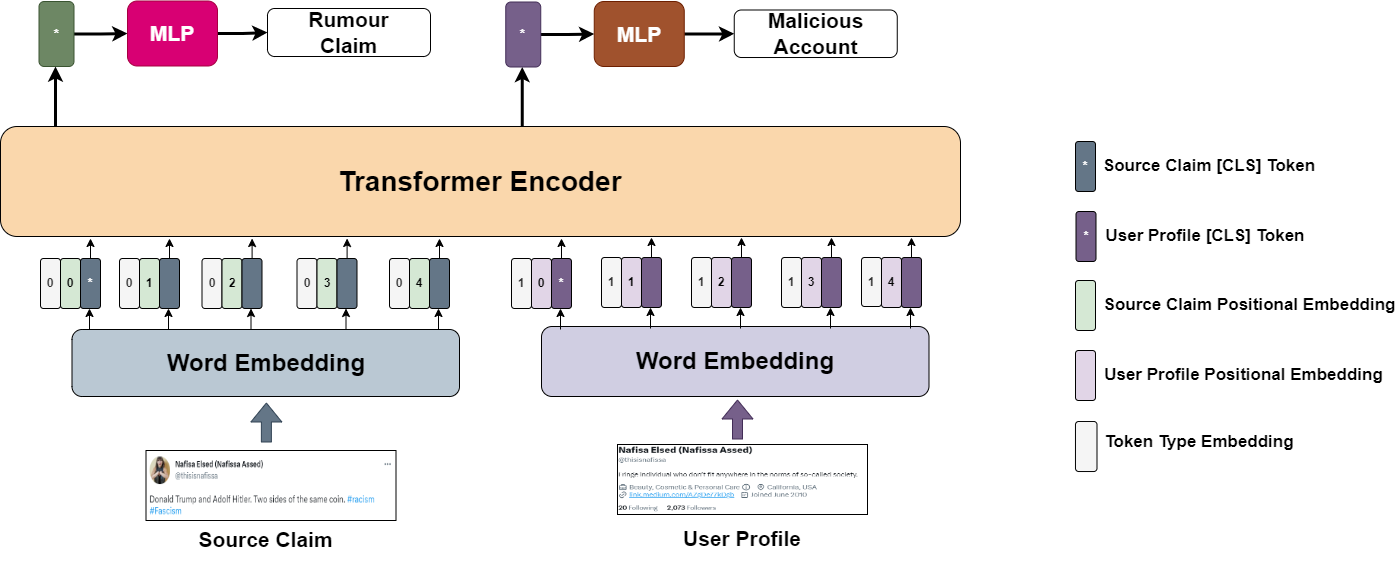 * MLP Rumour Claim
* MLP Malicious Account
Transformer Encoder
0 0 * 0 1 0 2 0 3 0 4 1 0 * 1 1 1 2 1 3 1 4
Word Embedding
Word Embedding
Nafisa Elsed (Nafissa Assed)
@thisisnafissa
Donald Trump and Adolf Hitler. Two sides of the same coin. #racism
#Fascism
Source Claim
Nafisa Elsed (Nafissa Assed)
@thisisnafissa
Fringe individual who don't fit anywhere in the norms of so-called society.
Beauty, Cosmetic & Personal Care California, USA
Joined June 2010
20 Following 2,073 Followers
User Profile
* Source Claim [CLS] Token
* User Profile [CLS] Token
Source Claim Positional Embedding
User Profile Positional Embedding
Token Type Embedding